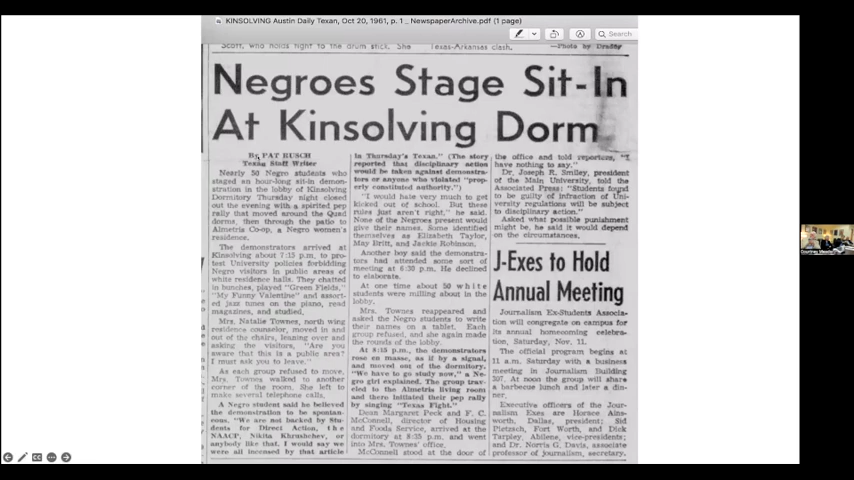 KINSOLVING Austin Daily Texan, Oct 20, 1961, p. 1 _ NewspaperArchive.pdf (1 page)
Search
Scott, who holds tight to the drum stick. She Texas-Arkansas clash. —Photo by Draddy
Negroes Stage Sit-In
At Kinsolving Dorm
By PAT RUSCH
Texan Staff Writer
Nearly 50 Negro students who
staged an hour-long sit-in demon-
stration in the lobby of Kinsolving
Dormitory Thursday night closed
out the evening with a spirited pep
rally that moved around the Quad
dorms, then through the patio to
Almetris Co-op, a Negro women's
residence.
The demonstrators arrived at
Kinsolving about 7:15 p.m. to pro-
test University policies forbidding
Negro visitors in public areas of
white residence halls. They chatted
in bunches, played "Green Fields,"
"My Funny Valentine" and assort-
ed jazz tunes on the piano, read
magazines, and studied.
Mrs. Natalie Townes, north wing
residence counselor, moved in and
out of the chairs, leaning over and
asking the visitors, "Are you
aware that this is a public area?
I must ask you to leave."
As each group refused to move,
Mrs. Townes walked to another
corner of the room. She left to
make several telephone calls.
A Negro student said he believed
the demonstration to be spontan-
eous. "We are not backed by Stu-
dents for Direct Action, the
NAACP, Nikita Khrushchev, or
anybody like that. I would say we
were all incensed by that article
in Thursday's Texan." (The story
reported that disciplinary action
would be taken against demonstra-
tors or anyone who violated "prop-
erly constituted authority.")
"I would hate very much to get
kicked out of school. But these
rules just aren't right," he said.
None of the Negroes present would
give their names. Some identified
themselves as Elizabeth Taylor,
May Britt, and Jackie Robinson.
Another boy said the demonstra-
tors had attended some sort of
meeting at 6:30 p.m. He declined
to elaborate.
At one time about 50 white
students were milling about in the
lobby.
Mrs. Townes reappeared and
asked the Negro students to write
their names on a tablet. Each
group refused, and she again made
the rounds of the lobby.
At 8:15 p.m., the demonstrators
rose en masse, as if by a signal,
and moved out of the dormitory.
"We have to go study now," a Ne-
gro girl explained. The group trav-
eled to the Almetris living room
and there initiated their pep rally
by singing "Texas Fight."
Dean Margaret Peck and F. C.
McConnell, director of Housing
and Foods Service, arrived at the
dormitory at 8:35 p.m. and went
into Mrs. Townes' office.
McConnell stood at the door of
the office and told reporters, "I
have nothing to say."
Dr. Joseph R. Smiley, president
of the Main University, told the
Associated Press: "Students found
to be guilty of infraction of Uni-
versity regulations will be subject
to disciplinary action."
Asked what possible punishment
might be, he said it would depend
on the circumstances.
J-Exes to Hold
Annual Meeting
Journalism Ex-Students Associa-
tion will congregate on campus for
its annual homecoming celebra-
tion, Saturday, Nov. 11.
The official program begins at
11 a.m. Saturday with a business
meeting in Journalism Building
307. At noon the group will share
a barbecue lunch and later a din-
ner.
Executive officers of the Jour-
nalism Exes are Horace Ains-
worth, Dallas, president; Sid
Pietzsch, Fort Worth, and Dick
Tarpley, Abilene, vice-presidents;
and Dr. Norris G. Davis, associate
professor of journalism, secretary.